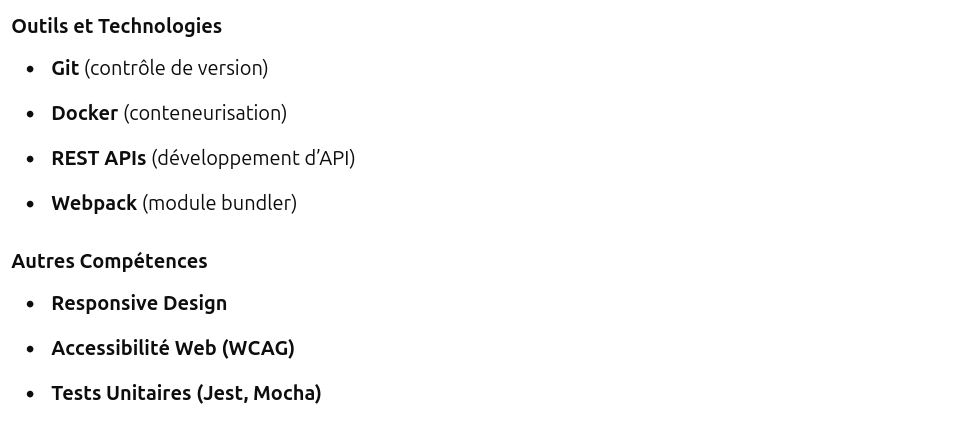 Outils et Technologies
• Git (contrôle de version)
• Docker (conteneurisation)
• REST APIs (développement d’API)
• Webpack (module bundler)
Autres Compétences
• Responsive Design
• Accessibilité Web (WCAG)
• Tests Unitaires (Jest, Mocha)